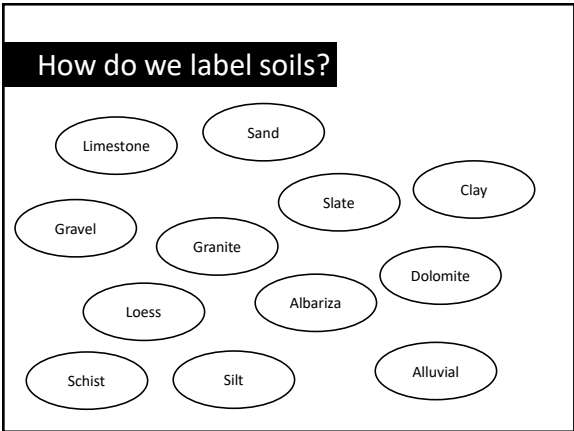 How do we label soils?
Limestone
Sand
Slate
Clay
Gravel
Granite
Dolomite
Loess
Albariza
Schist
Silt
Alluvial